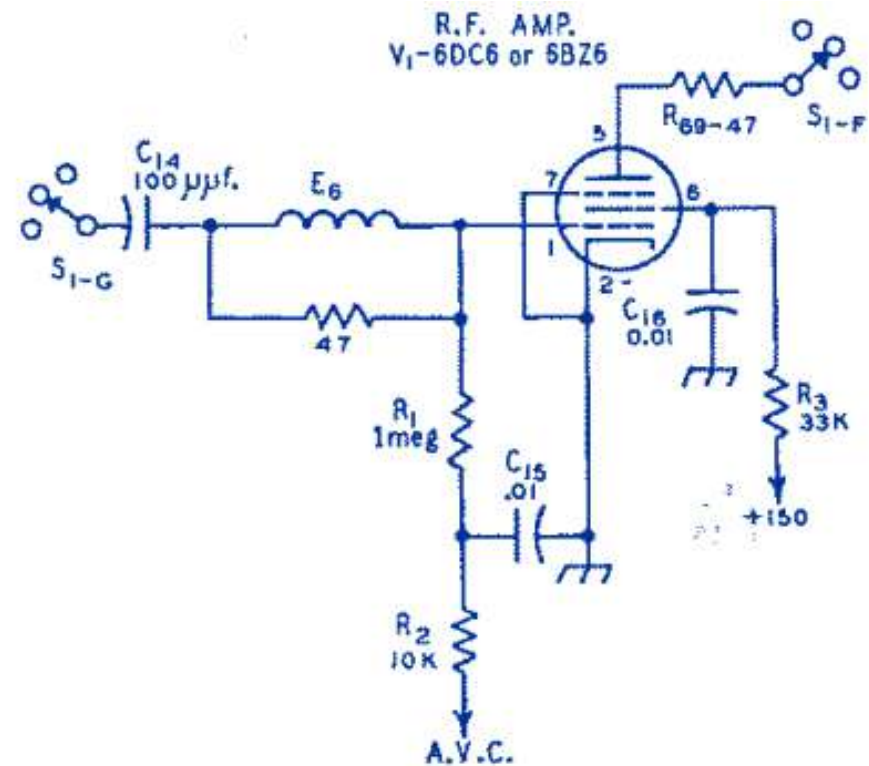 R.F. AMP.
V1-6DC6 or 6BZ6
R69-47
S1-F
5
C14
100 µµf.
E6
7
6
1
2
S1-G
47
C16
0.01
R1
1meg
R3
33K
C15
.01
+150
R2
10K
A.V.C.